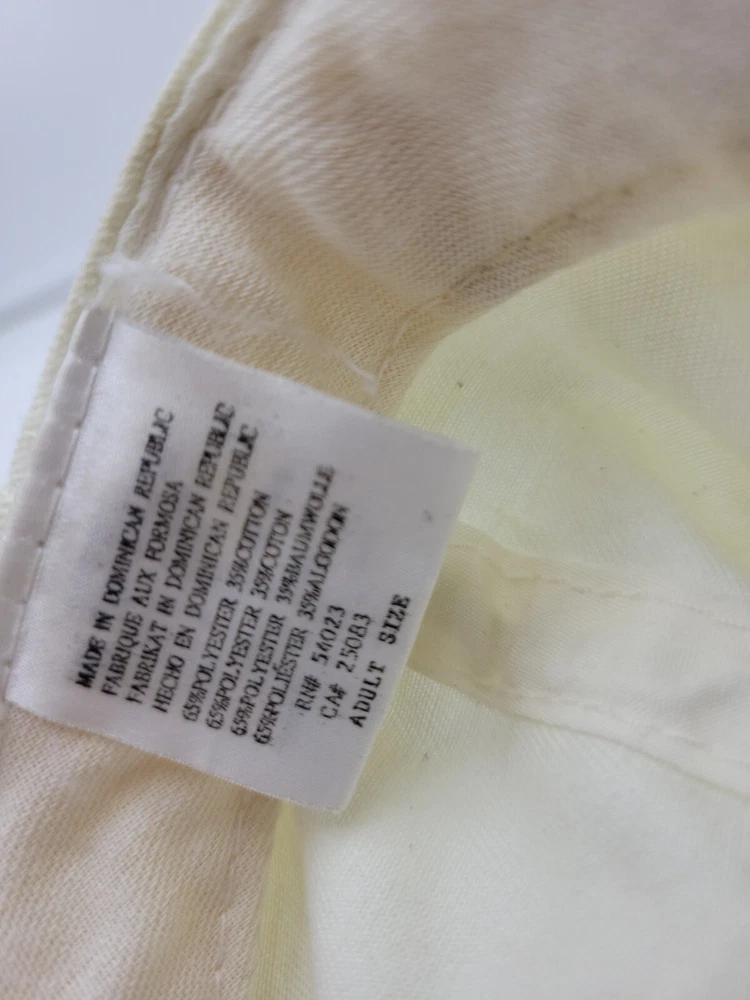 MADE IN DOMINICAN REPUBLIC
FABRIQUE AUX FORMOSA
FABRIKAT IN DOMINICAN REPUBLIC
HECHO EN DOMINICAN REPUBLIC
65%POLYESTER 35%COTTON
65%POLYESTER 35%COTON
65%POLYESTER 35%BAUMWOLLE
65%POLIÉSTER 35%ALGODON
RN# 54023
CA# 25083
ADULT SIZE